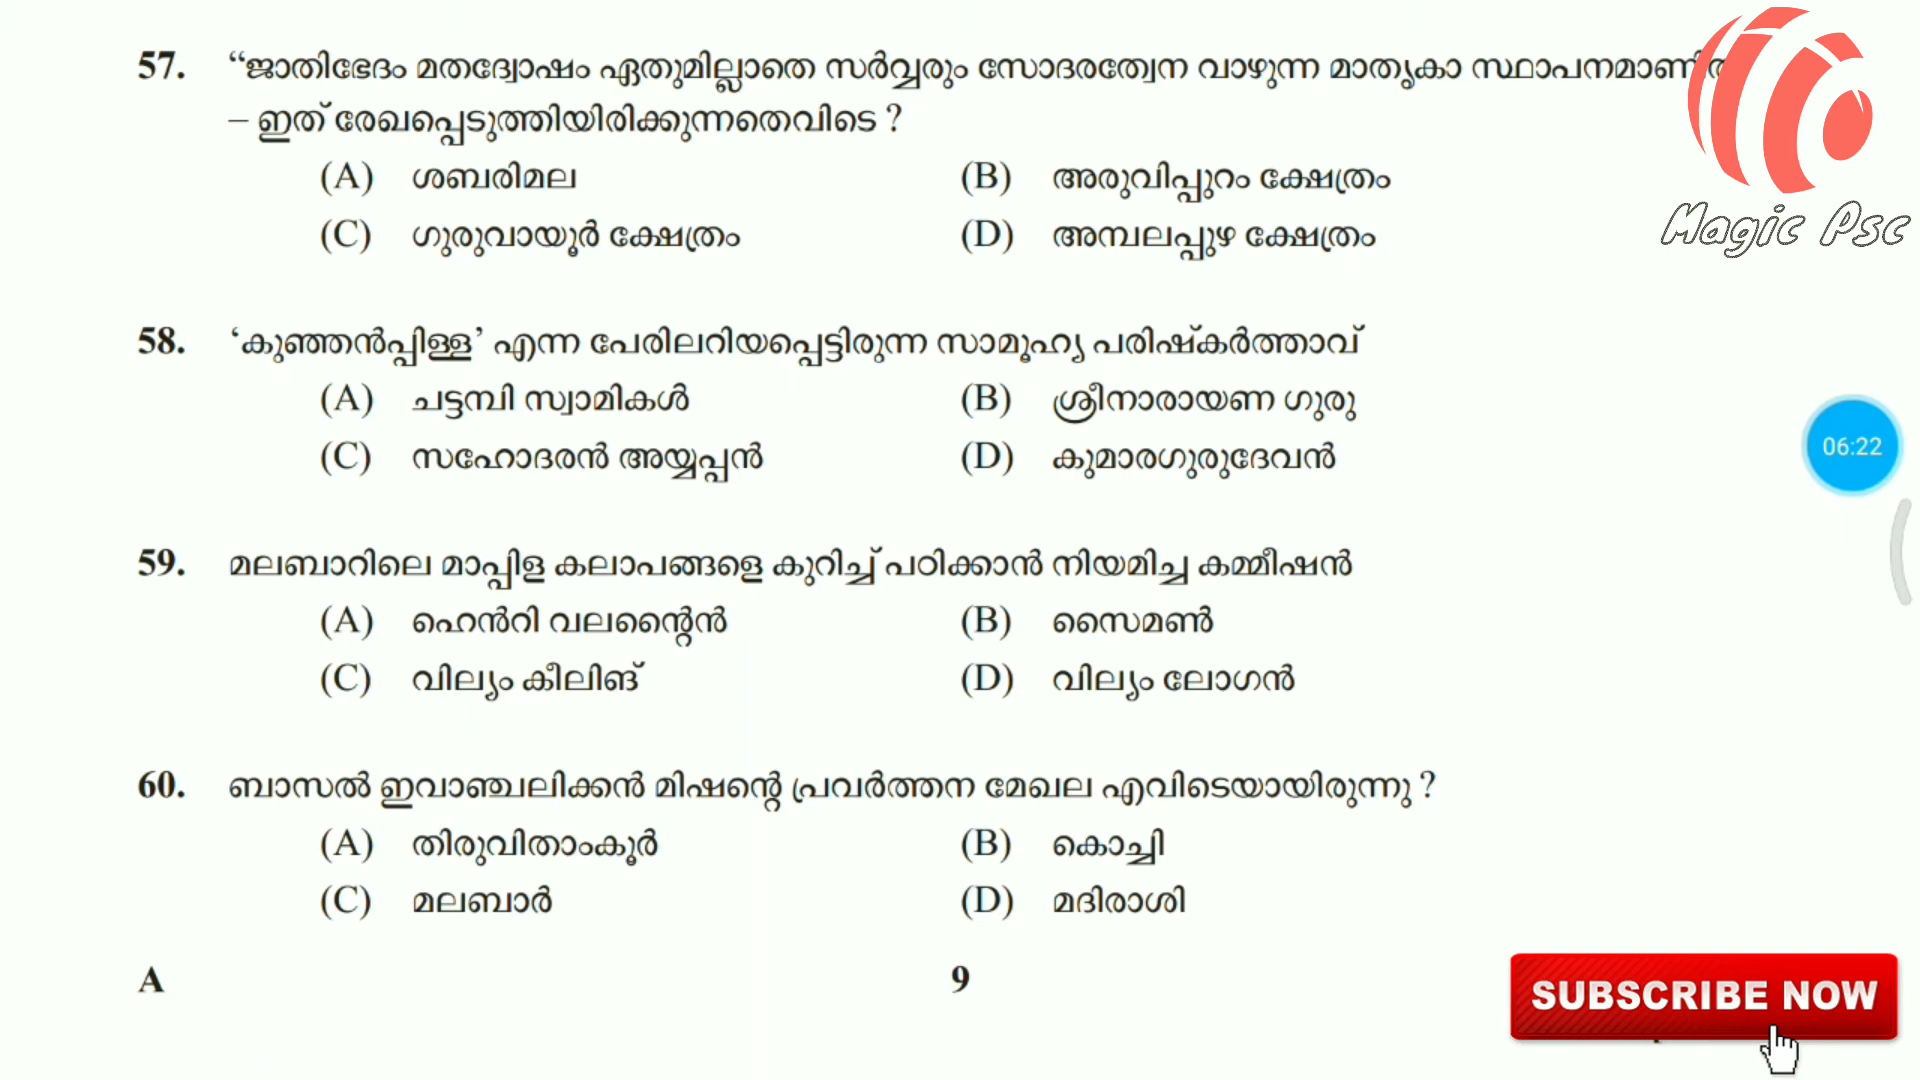 57. “ജാതിഭേദം മതദ്വേഷം ഏതുമില്ലാതെ സർവ്വരും സോദരത്വേന വാഴുന്ന മാതൃകാ സ്ഥാപനമാണിത
– ഇത് രേഖപ്പെടുത്തിയിരിക്കുന്നതെവിടെ ?
(A) ശബരിമല (B) അരുവിപ്പുറം ക്ഷേത്രം
(C) ഗുരുവായൂർ ക്ഷേത്രം (D) അമ്പലപ്പുഴ ക്ഷേത്രം
Magic Psc
58. ‘കുഞ്ഞൻപ്പിള്ള’ എന്ന പേരിലറിയപ്പെട്ടിരുന്ന സാമൂഹ്യ പരിഷ്കർത്താവ്
(A) ചട്ടമ്പി സ്വാമികൾ (B) ശ്രീനാരായണ ഗുരു
(C) സഹോദരൻ അയ്യപ്പൻ (D) കുമാരഗുരുദേവൻ
06:22
59. മലബാറിലെ മാപ്പിള കലാപങ്ങളെ കുറിച്ച് പഠിക്കാൻ നിയമിച്ച കമ്മീഷൻ
(A) ഹെൻറി വലന്റൈൻ (B) സൈമൺ
(C) വില്യം കീലിങ് (D) വില്യം ലോഗൻ
60. ബാസൽ ഇവാഞ്ചലിക്കൻ മിഷന്റെ പ്രവർത്തന മേഖല എവിടെയായിരുന്നു ?
(A) തിരുവിതാംകൂർ (B) കൊച്ചി
(C) മലബാർ (D) മദിരാശി
A 9
SUBSCRIBE NOW